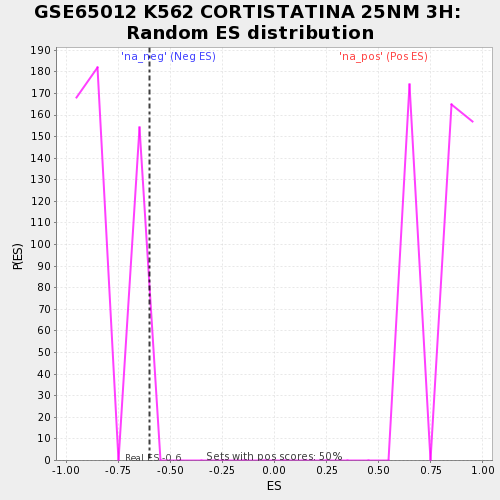 GSE65012 K562 CORTISTATINA 25NM 3H:
Random ES distribution
'na_neg' (Neg ES)
'na_pos' (Pos ES)
190
180
170
160
150
140
130
120
110
100
90
80
70
60
50
40
30
20
10
0
P(ES)
Real ES -0.6
Sets with pos scores: 50%
-1.00 -0.75 -0.50 -0.25 0.00 0.25 0.50 0.75 1.00
ES